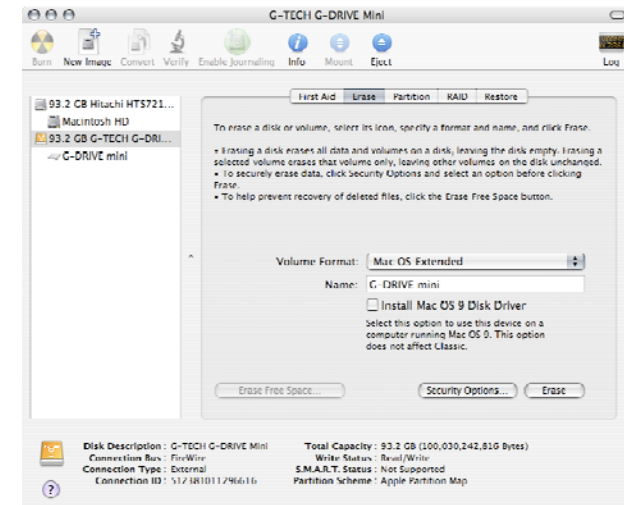 G-TECH G-DRIVE Mini
Burn New Image Convert Verify Enable Journaling Info Mount Eject Log
93.2 GB Hitachi HTS721...
Macintosh HD
93.2 GB G-TECH G-DRI...
G-DRIVE mini
First Aid Erase Partition RAID Restore
To erase a disk or volume, select its icon, specify a format and name, and click Erase.
• Erasing a disk erases all data and volumes on a disk, leaving the disk empty. Erasing a
selected volume erases that volume only, leaving other volumes on the disk unchanged.
• To securely erase data, click Security Options and select an option before clicking
Erase.
• To help prevent recovery of deleted files, click the Erase Free Space button.
Volume Format: Mac OS Extended
Name: G-DRIVE mini
Install Mac OS 9 Disk Driver
Select this option to use this device on a
computer running Mac OS 9. This option
does not affect Classic.
Erase Free Space... Security Options... Erase
Disk Description : G-TECH G-DRIVE Mini Total Capacity : 93.2 GB (100,030,242,816 Bytes)
Connection Bus : FireWire Write Status : Read/Write
Connection Type : External S.M.A.R.T. Status : Not Supported
Connection ID : 512381011296616 Partition Scheme : Apple Partition Map
?